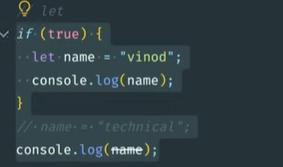 let
if (true) {
let name = "vinod";
console.log(name);
}
// name = "technical";
console.log(name);